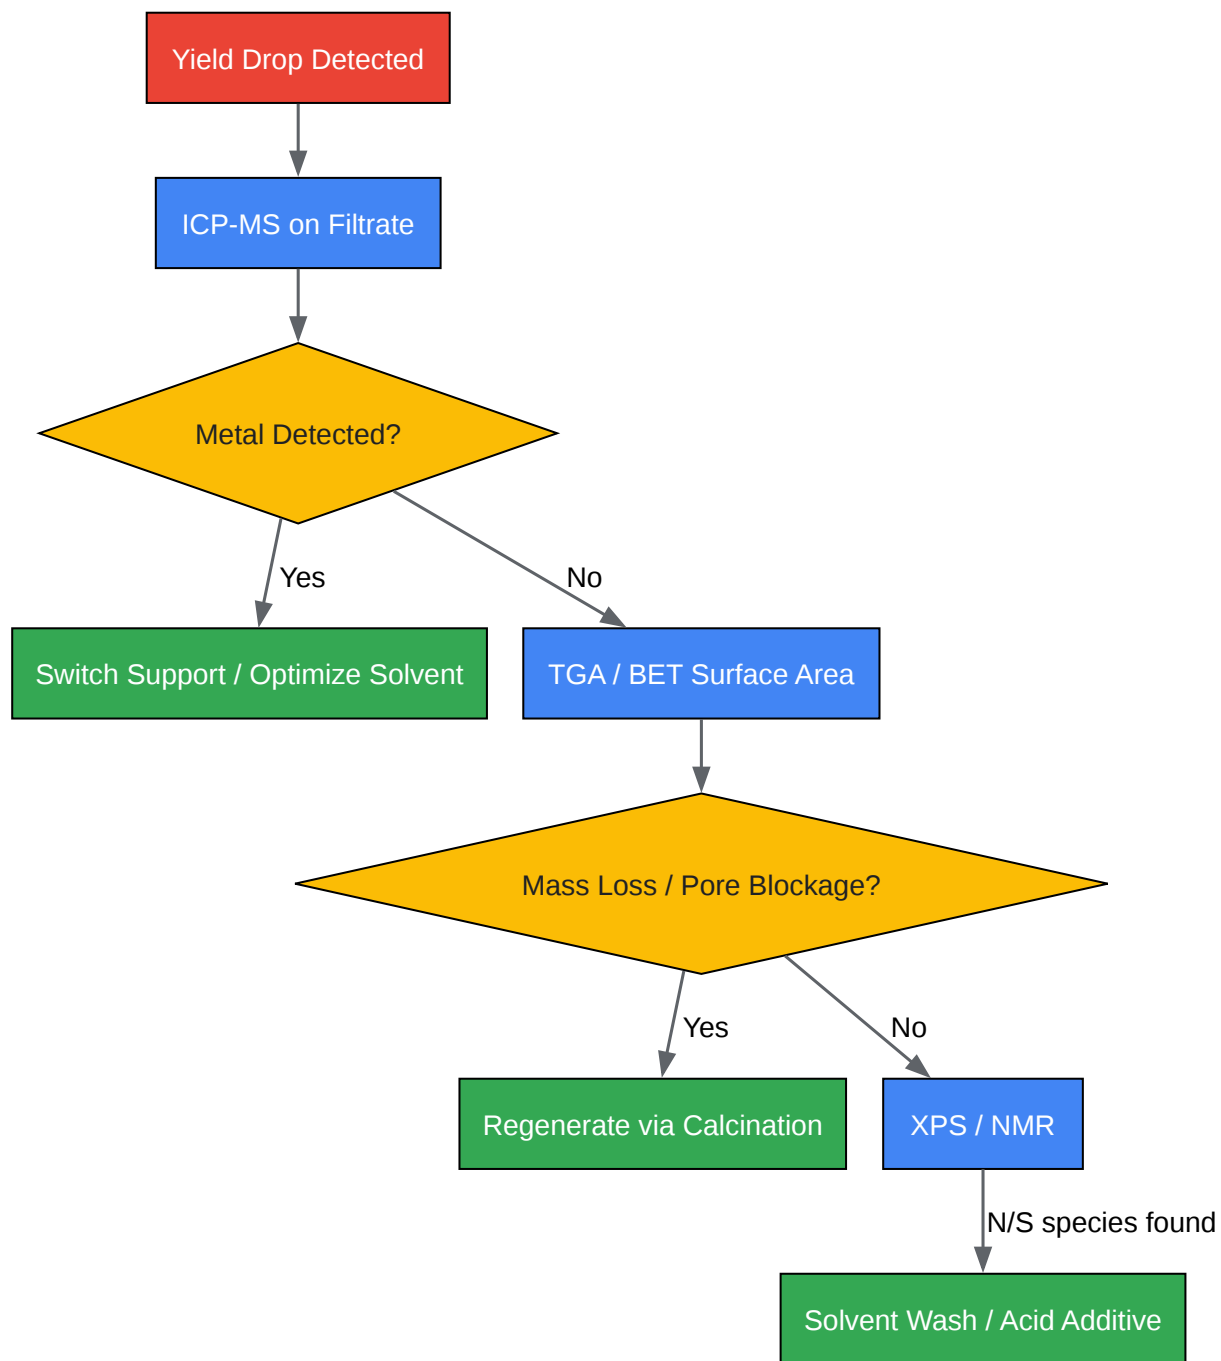 Yield Drop Detected
ICP-MS on Filtrate
Metal Detected?
Yes
No
Switch Support / Optimize Solvent
TGA / BET Surface Area
Mass Loss / Pore Blockage?
Yes
No
Regenerate via Calcination
XPS / NMR
N/S species found
Solvent Wash / Acid Additive